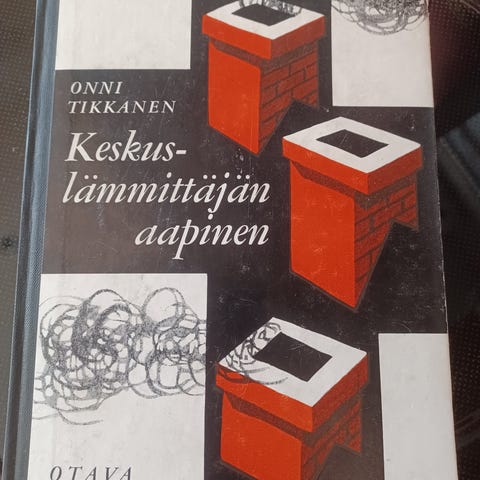 ONNI
TIKKANEN
Keskus-
lämmittäjän
aapinen
OTAVA